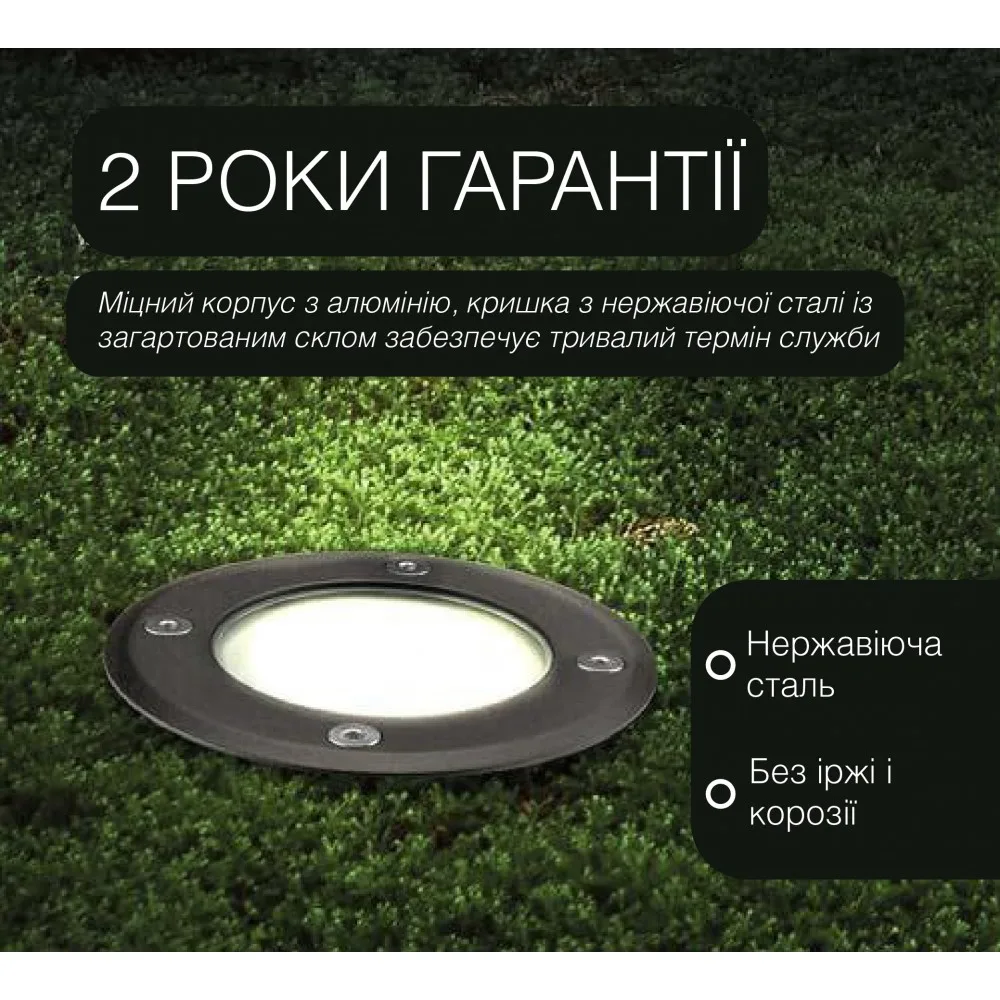 2 РОКИ ГАРАНТІЇ
Міцний корпус з алюмінію, кришка з нержавіючої сталі із
загартованим склом забезпечує тривалий термін служби
Нержавіюча
сталь
Без іржі і
корозії